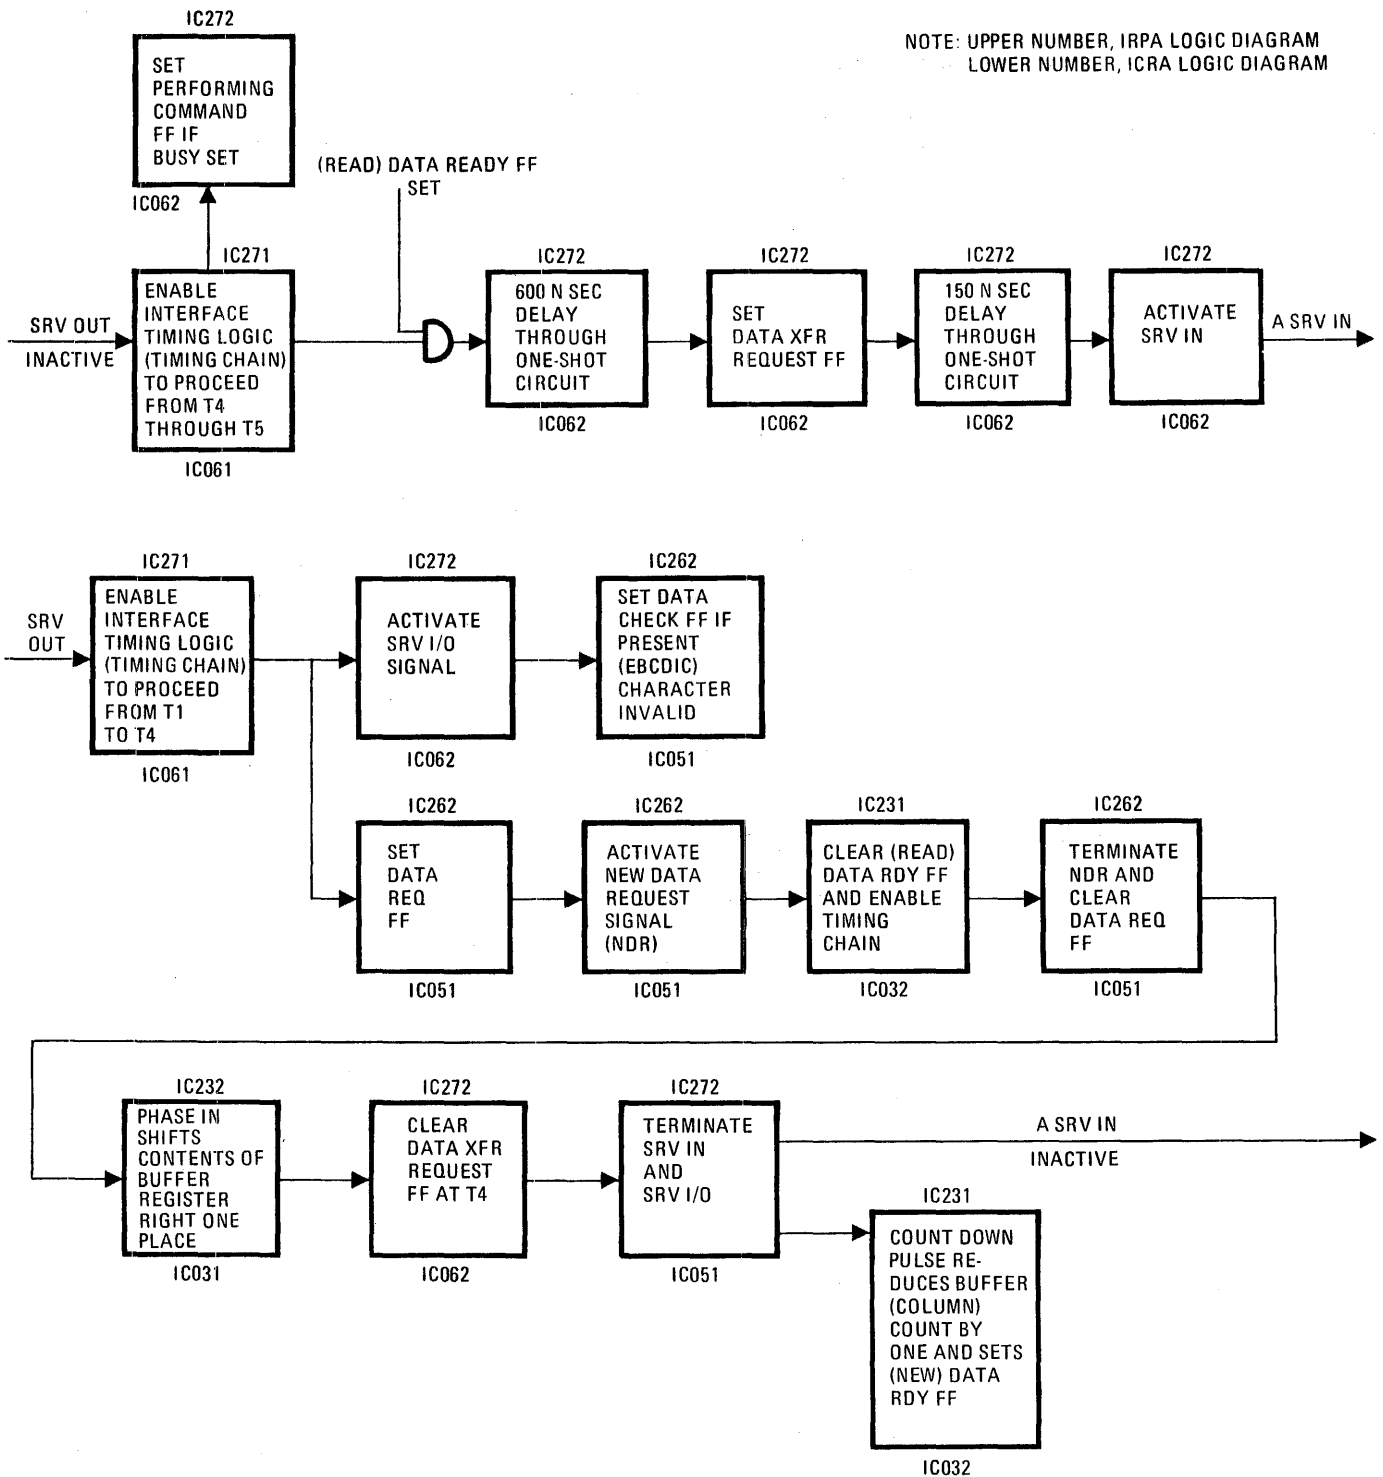 IC272
SET
PERFORMING
COMMAND
FF IF
BUSY SET
IC062
NOTE: UPPER NUMBER, IRPA LOGIC DIAGRAM
LOWER NUMBER, ICRA LOGIC DIAGRAM
(READ) DATA READY FF
SET
SRV OUT
INACTIVE
IC271
ENABLE
INTERFACE
TIMING LOGIC
(TIMING CHAIN)
TO PROCEED
FROM T4
THROUGH T5
IC061
IC272
600 N SEC
DELAY
THROUGH
ONE-SHOT
CIRCUIT
IC062
IC272
SET
DATA XFR
REQUEST FF
IC062
IC272
150 N SEC
DELAY
THROUGH
ONE-SHOT
CIRCUIT
IC062
IC272
ACTIVATE
SRV IN
IC062
A SRV IN
SRV
OUT
IC271
ENABLE
INTERFACE
TIMING LOGIC
(TIMING CHAIN)
TO PROCEED
FROM T1
TO T4
IC061
IC272
ACTIVATE
SRV I/O
SIGNAL
IC062
IC262
SET DATA
CHECK FF IF
PRESENT
(EBCDIC)
CHARACTER
INVALID
IC051
IC262
SET
DATA
REQ
FF
IC051
IC262
ACTIVATE
NEW DATA
REQUEST
SIGNAL
(NDR)
IC051
IC231
CLEAR (READ)
DATA RDY FF
AND ENABLE
TIMING
CHAIN
IC032
IC262
TERMINATE
NDR AND
CLEAR
DATA REQ
FF
IC051
IC232
PHASE IN
SHIFTS
CONTENTS OF
BUFFER
REGISTER
RIGHT ONE
PLACE
IC031
IC272
CLEAR
DATA XFR
REQUEST
FF AT T4
IC062
IC272
TERMINATE
SRV IN
AND
SRV I/O
IC051
A SRV IN
INACTIVE
IC231
COUNT DOWN
PULSE RE-
DUCES BUFFER
(COLUMN)
COUNT BY
ONE AND SETS
(NEW) DATA
RDY FF
IC032